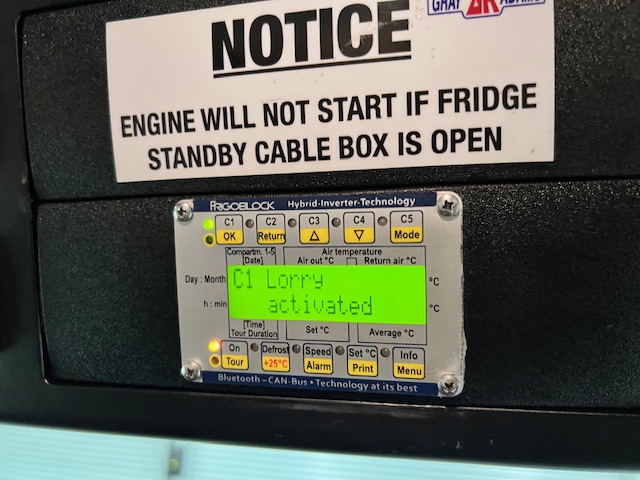 GRAY ADAMS
NOTICE
ENGINE WILL NOT START IF FRIDGE
STANDBY CABLE BOX IS OPEN
FRIGOBLOCK Hybrid-Inverter-Technology
C1 C2 C3 C4 C5
OK Return Mode
Compartm. 1-5 Air temperature
[Date] Air out °C Return air °C
Day : Month C1 Lorry °C
h : min activated °C
[Time] Set °C Average °C
Tour Duration
On Defrost Speed Set °C Info
Tour +25°C Alarm Print Menu
Bluetooth – CAN-Bus • Technology at its best